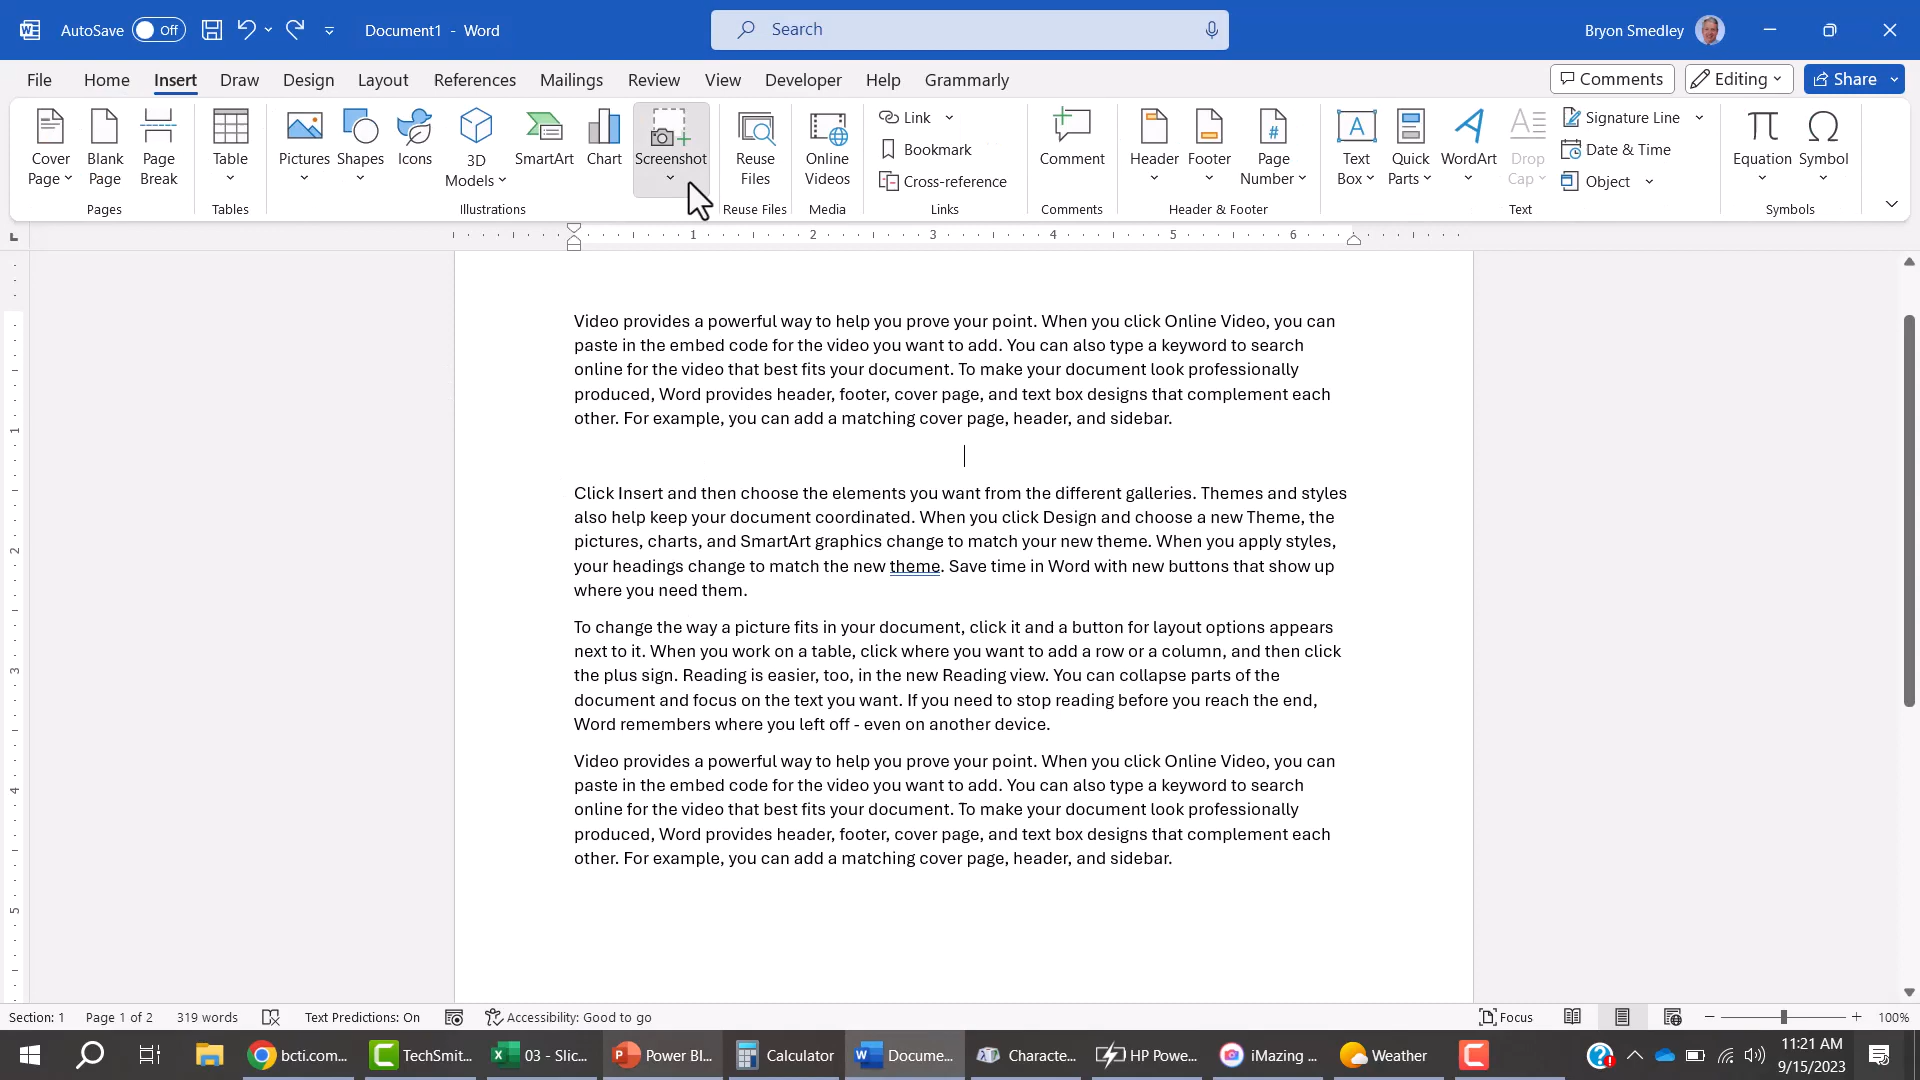 AutoSave Off Document1 - Word Search Bryon Smedley
File Home Insert Draw Design Layout References Mailings Review View Developer Help Grammarly Comments Editing Share
Cover Page Blank Page Page Break Table Pictures Shapes Icons 3D Models SmartArt Chart Screenshot Reuse Files Online Videos Link Bookmark Cross-reference Comment Header Footer Page Number Text Box Quick Parts WordArt Drop Cap Signature Line Date & Time Object Equation Symbol
Pages Tables Illustrations Reuse Files Media Links Comments Header & Footer Text Symbols
1 2 3 4 5 6
Video provides a powerful way to help you prove your point. When you click Online Video, you can
paste in the embed code for the video you want to add. You can also type a keyword to search
online for the video that best fits your document. To make your document look professionally
produced, Word provides header, footer, cover page, and text box designs that complement each
other. For example, you can add a matching cover page, header, and sidebar.
Click Insert and then choose the elements you want from the different galleries. Themes and styles
also help keep your document coordinated. When you click Design and choose a new Theme, the
pictures, charts, and SmartArt graphics change to match your new theme. When you apply styles,
your headings change to match the new theme. Save time in Word with new buttons that show up
where you need them.
To change the way a picture fits in your document, click it and a button for layout options appears
next to it. When you work on a table, click where you want to add a row or a column, and then click
the plus sign. Reading is easier, too, in the new Reading view. You can collapse parts of the
document and focus on the text you want. If you need to stop reading before you reach the end,
Word remembers where you left off - even on another device.
Video provides a powerful way to help you prove your point. When you click Online Video, you can
paste in the embed code for the video you want to add. You can also type a keyword to search
online for the video that best fits your document. To make your document look professionally
produced, Word provides header, footer, cover page, and text box designs that complement each
other. For example, you can add a matching cover page, header, and sidebar.
1
2
3
4
5
Section: 1 Page 1 of 2 319 words Text Predictions: On Accessibility: Good to go Focus 100%
bcti.com... TechSmit... 03 - Slic... Power BI... Calculator Docume... Characte... HP Powe... iMazing ... Weather 11:21 AM
9/15/2023